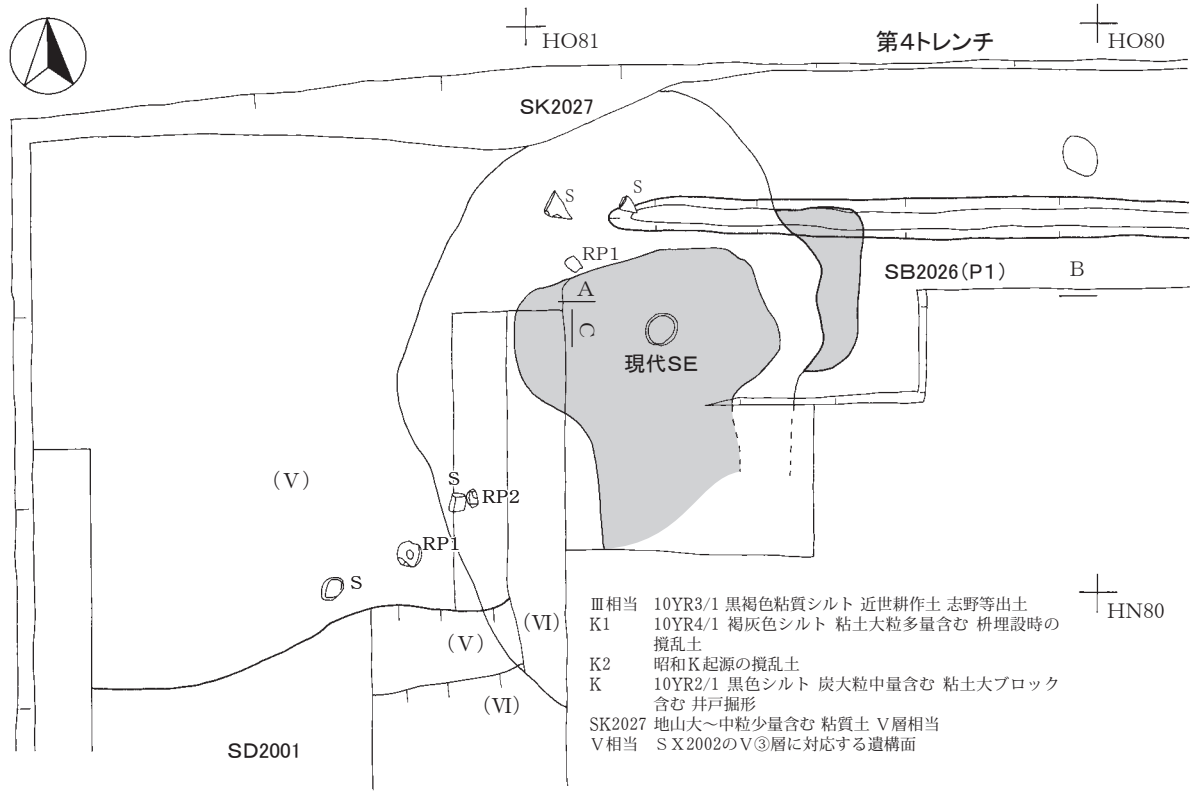 HO81
HO80
第4トレンチ
SK2027
S
S
RP1
SB2026(P1)
B
A
C
現代SE
(Ⅴ)
S
RP2
RP1
S
HN80
(Ⅵ)
(Ⅴ)
(Ⅵ)
SD2001
Ⅲ相当 10YR3/1 黒褐色粘質シルト 近世耕作土 志野等出土
K1 10YR4/1 褐灰色シルト 粘土大粒多量含む 枡埋設時の
攪乱土
K2 昭和K起源の攪乱土
K 10YR2/1 黒色シルト 炭大粒中量含む 粘土大ブロック
含む 井戸掘形
SK2027 地山大～中粒少量含む 粘質土 Ⅴ層相当
Ⅴ相当 ＳＸ2002のⅤ③層に対応する遺構面